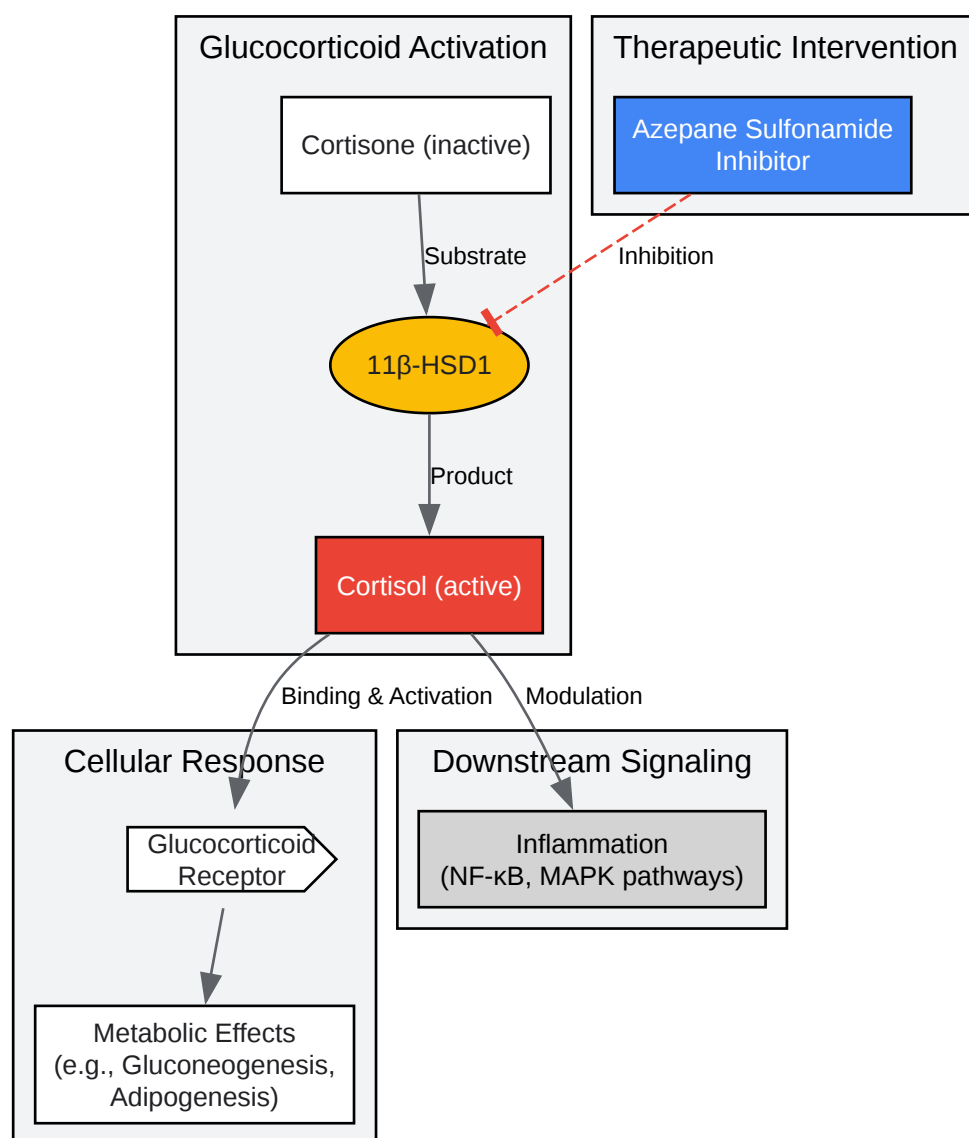 Glucocorticoid Activation
Therapeutic Intervention
Cortisone (inactive)
Azepane Sulfonamide
Inhibitor
Substrate
Inhibition
11β-HSD1
Product
Cortisol (active)
Binding & Activation
Modulation
Cellular Response
Downstream Signaling
Glucocorticoid
Receptor
Inflammation
(NF-κB, MAPK pathways)
Metabolic Effects
(e.g., Gluconeogenesis,
Adipogenesis)